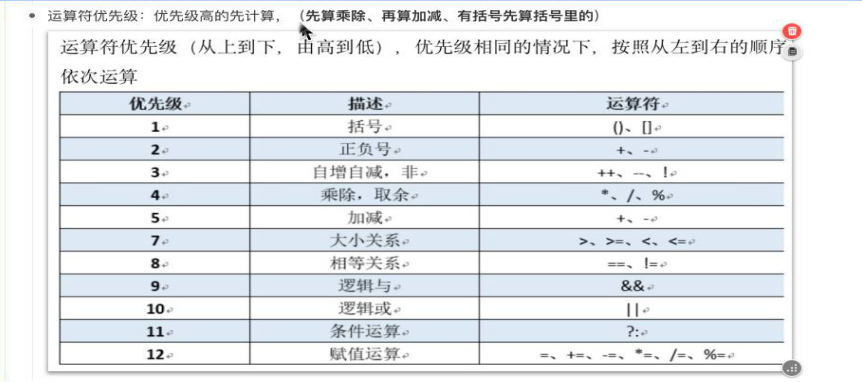 运算符优先级：优先级高的先计算，（先算乘除、再算加减、有括号先算括号里的）
运算符优先级（从上到下，由高到低），优先级相同的情况下，按照从左到右的顺序
依次运算
优先级 描述 运算符
1 括号 ()、[]
2 正负号 +、-
3 自增自减，非 ++、--、!
4 乘除，取余 *、/、%
5 加减 +、-
7 大小关系 >、>=、<、<=
8 相等关系 ==、!=
9 逻辑与 &&
10 逻辑或 ||
11 条件运算 ?:
12 赋值运算 =、+=、-=、*=、/=、%=